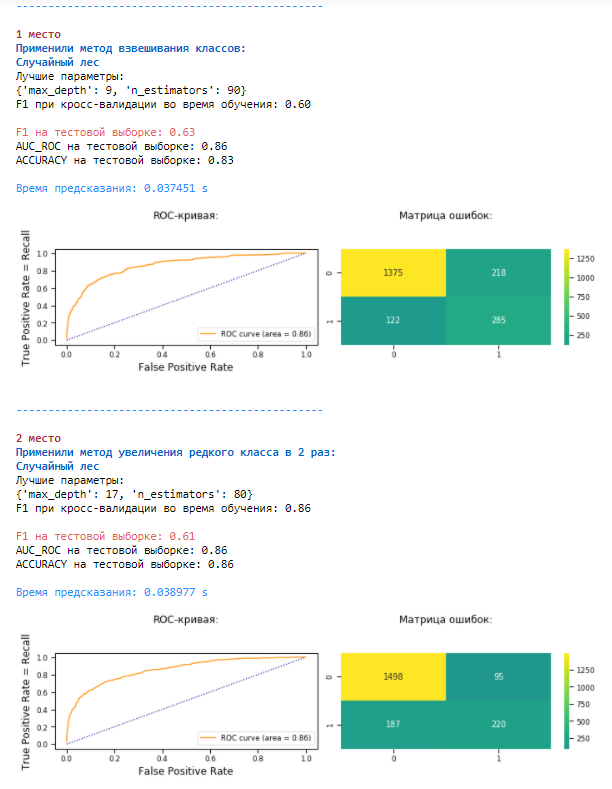 ------------------------------------------------
1 место
Применили метод взвешивания классов:
Случайный лес
Лучшие параметры:
{'max_depth': 9, 'n_estimators': 90}
F1 при кросс-валидации во время обучения: 0.60
F1 на тестовой выборке: 0.63
AUC_ROC на тестовой выборке: 0.86
ACCURACY на тестовой выборке: 0.83
Время предсказания: 0.037451 s
ROC-кривая:
True Positive Rate = Recall
1.0
0.8
0.6
0.4
0.2
0.0
ROC curve (area = 0.86)
0.0 0.2 0.4 0.6 0.8 1.0
False Positive Rate
Матрица ошибок:
0 1375 218
1 122 285
0 1
1250
1000
750
500
250
------------------------------------------------
2 место
Применили метод увеличения редкого класса в 2 раз:
Случайный лес
Лучшие параметры:
{'max_depth': 17, 'n_estimators': 80}
F1 при кросс-валидации во время обучения: 0.86
F1 на тестовой выборке: 0.61
AUC_ROC на тестовой выборке: 0.86
ACCURACY на тестовой выборке: 0.86
Время предсказания: 0.038977 s
ROC-кривая:
True Positive Rate = Recall
1.0
0.8
0.6
0.4
0.2
0.0
ROC curve (area = 0.86)
0.0 0.2 0.4 0.6 0.8 1.0
False Positive Rate
Матрица ошибок:
0 1498 95
1 187 220
0 1
1250
1000
750
500
250